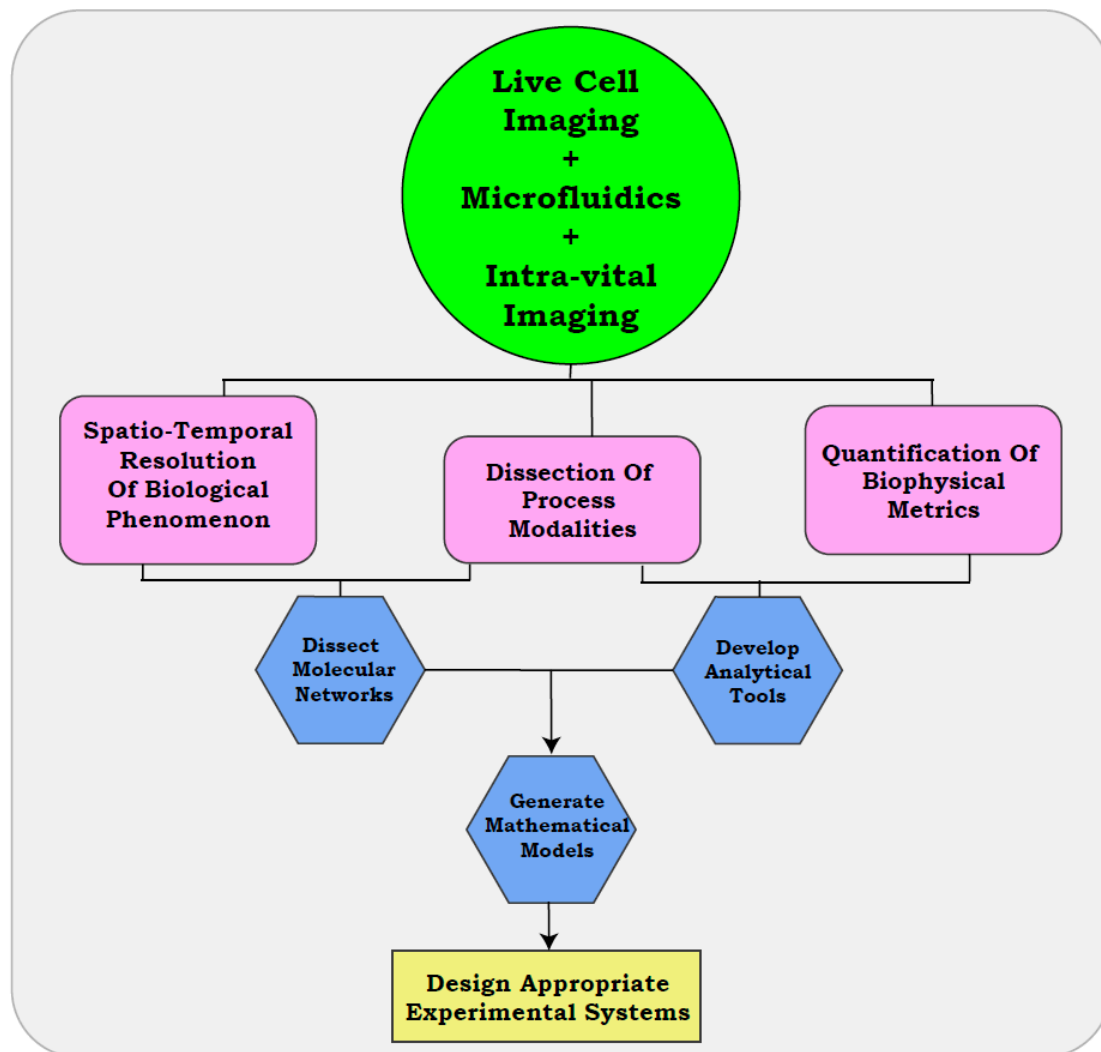 Live Cell
Imaging
+
Microfluidics
+
Intra-vital
Imaging
Spatio-Temporal
Resolution
Of Biological
Phenomenon
Dissection Of
Process
Modalities
Quantification Of
Biophysical
Metrics
Dissect
Molecular
Networks
Develop
Analytical
Tools
Generate
Mathematical
Models
Design Appropriate
Experimental Systems